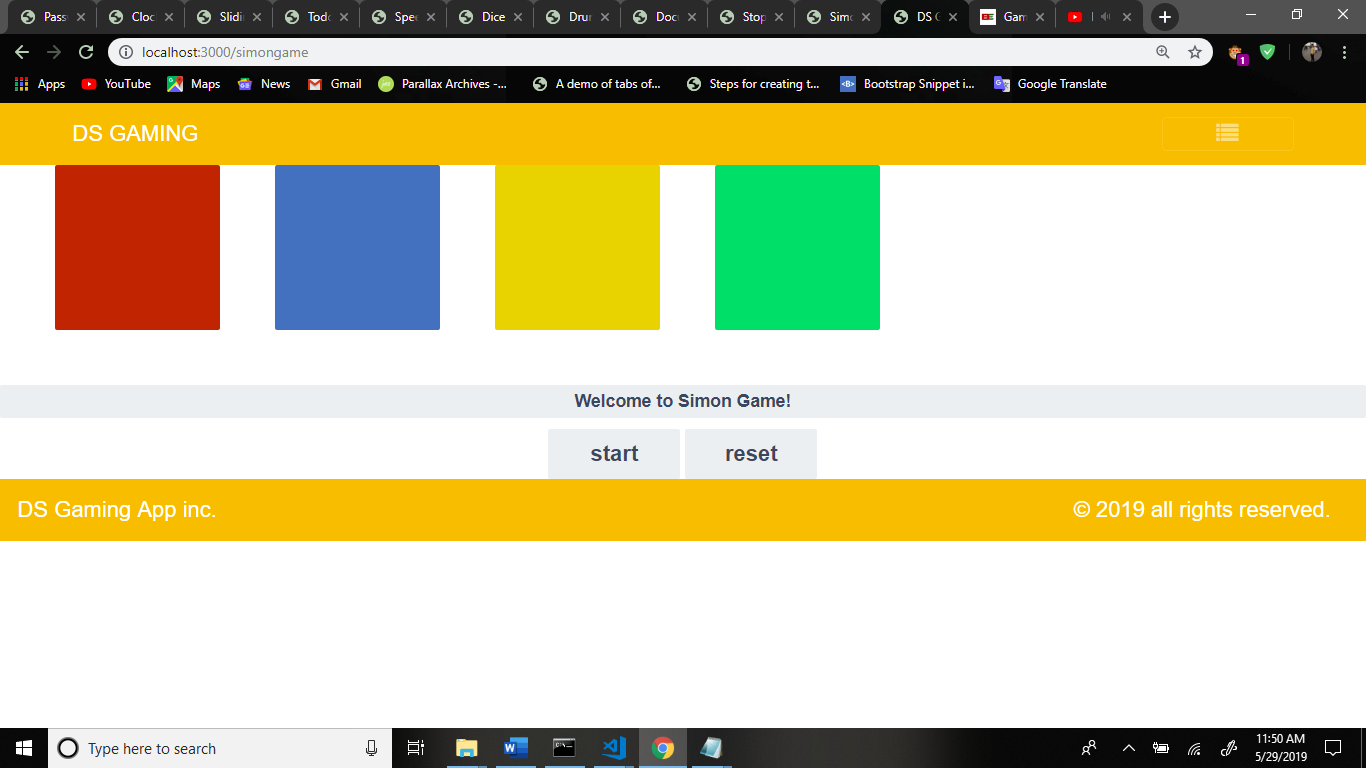 Pass
Cloc
Slidi
Todo
Spee
Dice
Drur
Docu
Stop
Simo
DS G
Gam
localhost:3000/simongame
1
Apps
YouTube
Maps
News
Gmail
Parallax Archives -...
A demo of tabs of...
Steps for creating t...
<B>
Bootstrap Snippet i...
Google Translate
DS GAMING
Welcome to Simon Game!
start
reset
DS Gaming App inc.
© 2019 all rights reserved.
Type here to search
11:50 AM
5/29/2019